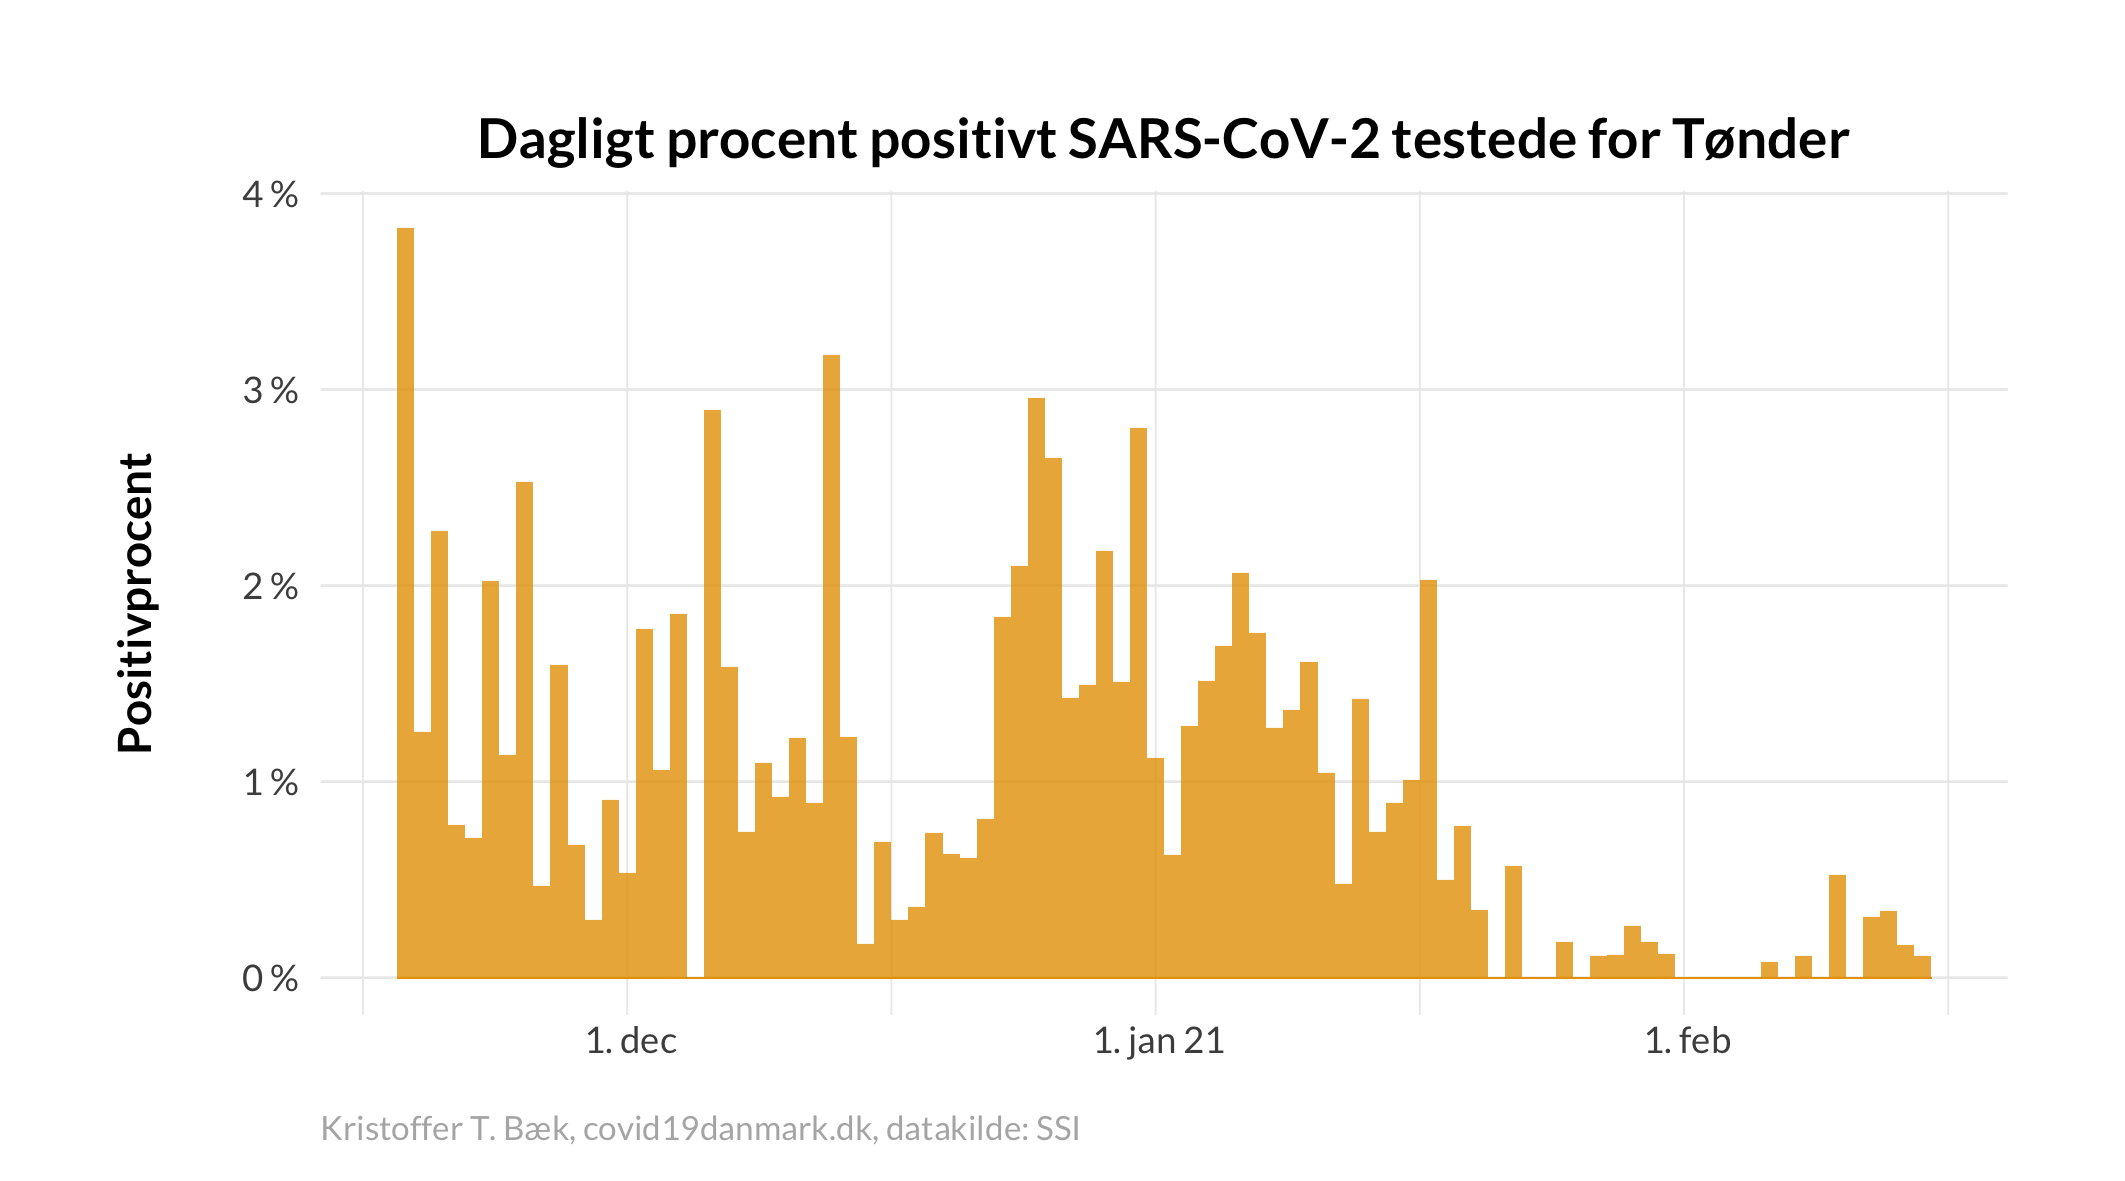 Dagligt procent positivt SARS-CoV-2 testede for Tønder
4 %
3 %
2 %
1 %
0 %
Positivprocent
1. dec
1. jan 21
1. feb
Kristoffer T. Bæk, covid19danmark.dk, datakilde: SSI